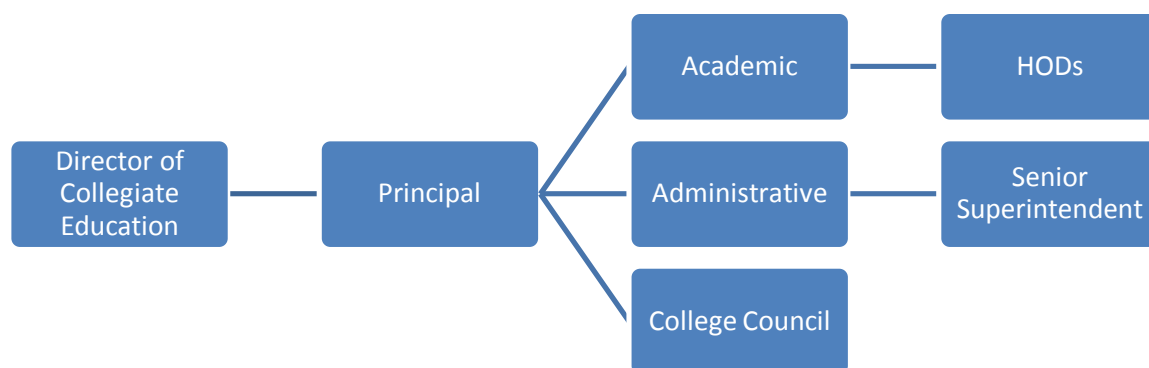 Director of
Collegiate
Education
Principal
Academic
HODs
Administrative
Senior
Superintendent
College Council